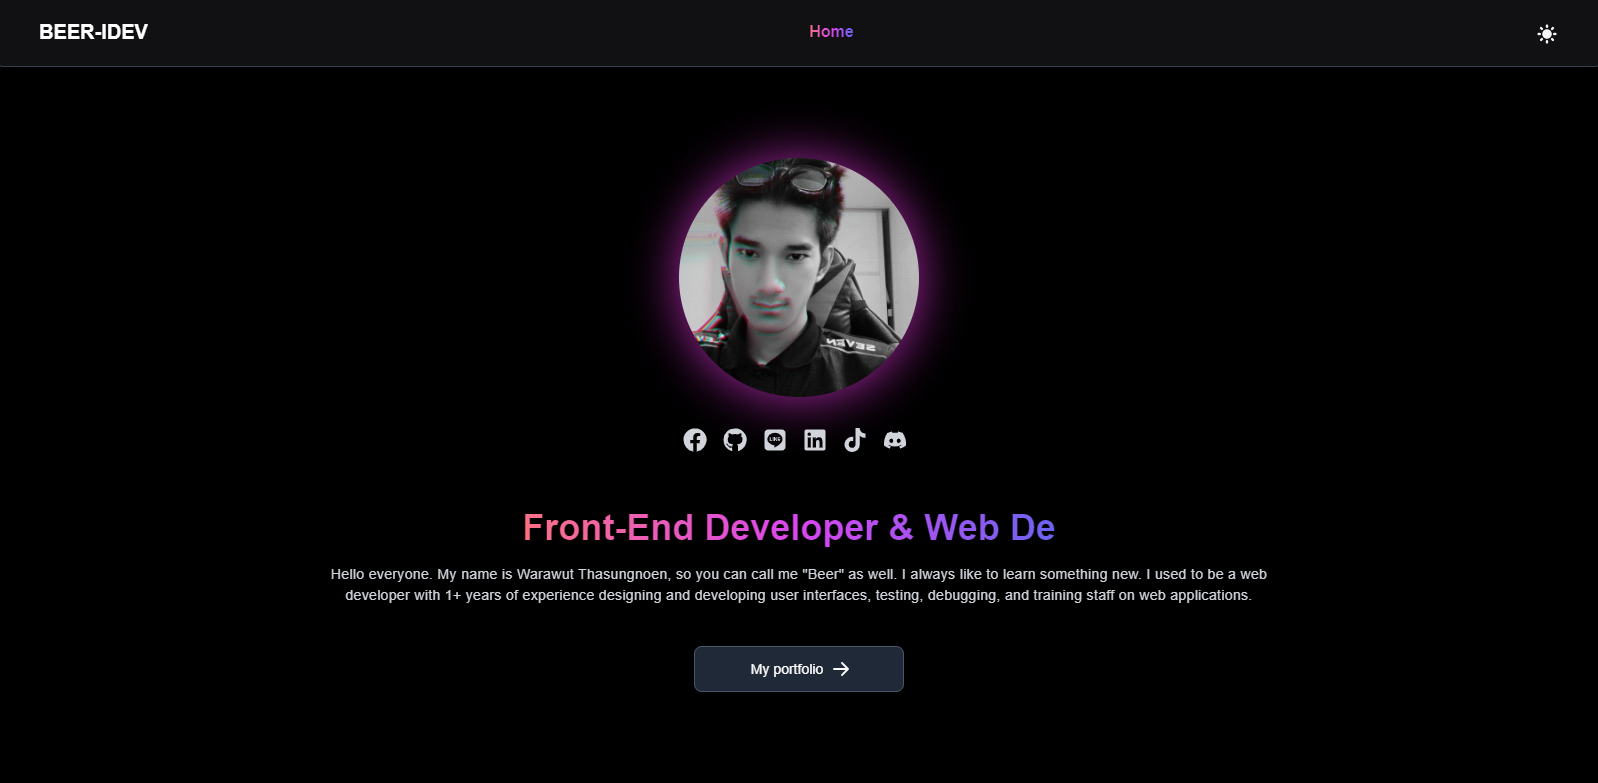 BEER-IDEV
Home
SEVEN
LIKE
Front-End Developer & Web De
Hello everyone. My name is Warawut Thasungnoen, so you can call me "Beer" as well. I always like to learn something new. I used to be a web
developer with 1+ years of experience designing and developing user interfaces, testing, debugging, and training staff on web applications.
My portfolio